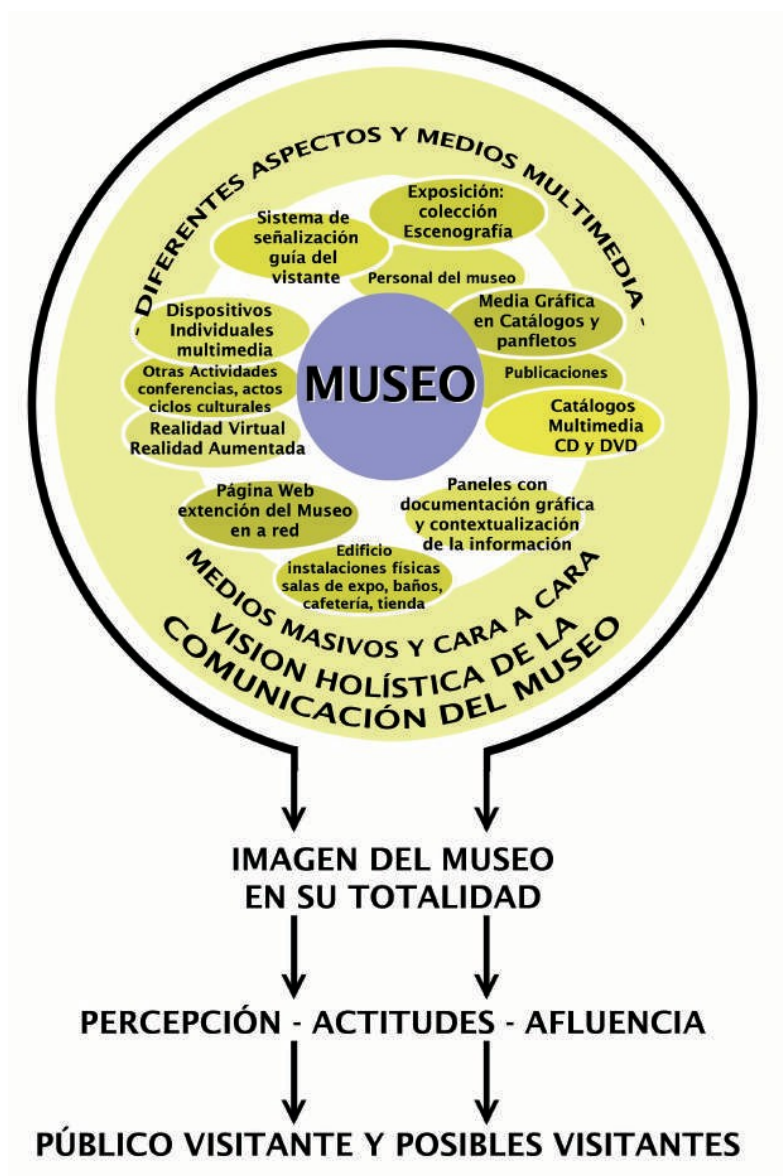 - DIFERENTES ASPECTOS Y MEDIOS MULTIMEDIA -
Exposición:
colección
Escenografía
Sistema de
señalización
guía del
vistante
Personal del museo
Media Gráfica
en Catálogos y
panfletos
Dispositivos
Individuales
multimedia
MUSEO
Publicaciones
Otras Actividades
conferencias, actos
ciclos culturales
Catálogos
Multimedia
CD y DVD
Realidad Virtual
Realidad Aumentada
Paneles con
documentación gráfica
y contextualización
de la información
Página Web
extención del Museo
en a red
Edificio
instalaciones físicas
salas de expo, baños,
cafetería, tienda
MEDIOS MASIVOS Y CARA A CARA
VISION HOLÍSTICA DE LA
COMUNICACIÓN DEL MUSEO
IMAGEN DEL MUSEO
EN SU TOTALIDAD
PERCEPCIÓN - ACTITUDES - AFLUENCIA
PÚBLICO VISITANTE Y POSIBLES VISITANTES